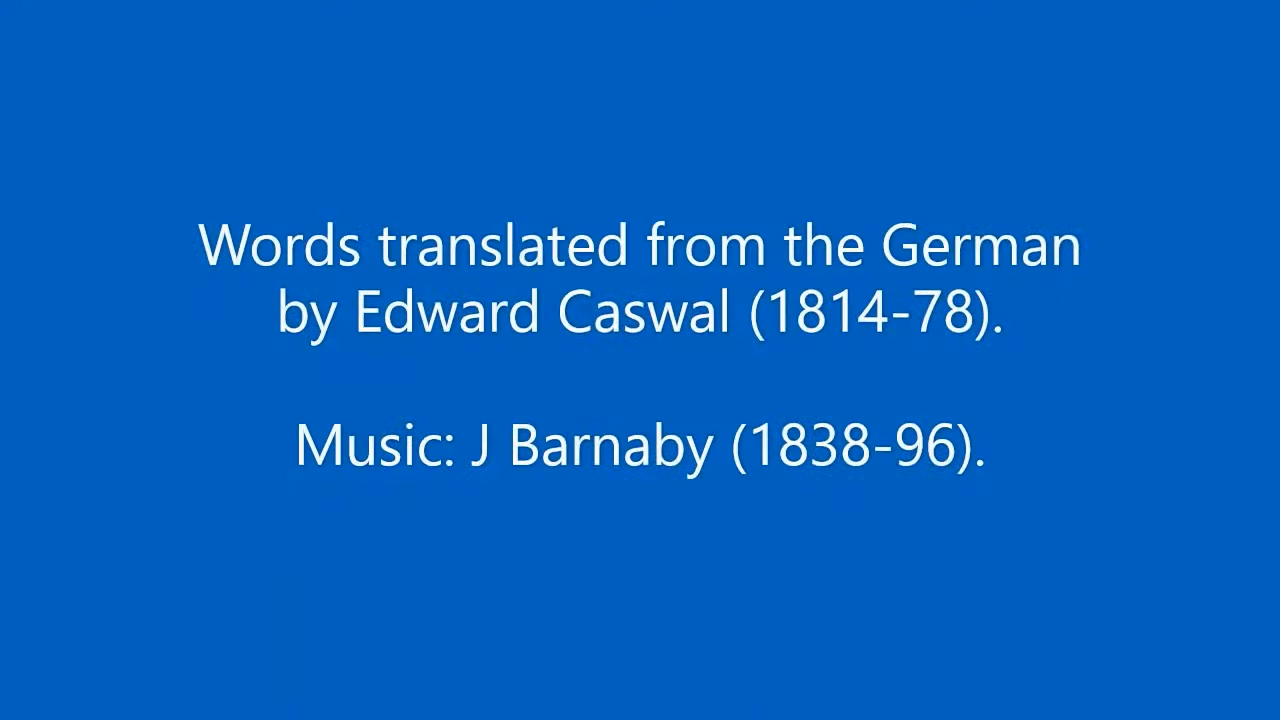 Words translated from the German
by Edward Caswal (1814-78).
Music: J Barnaby (1838-96).